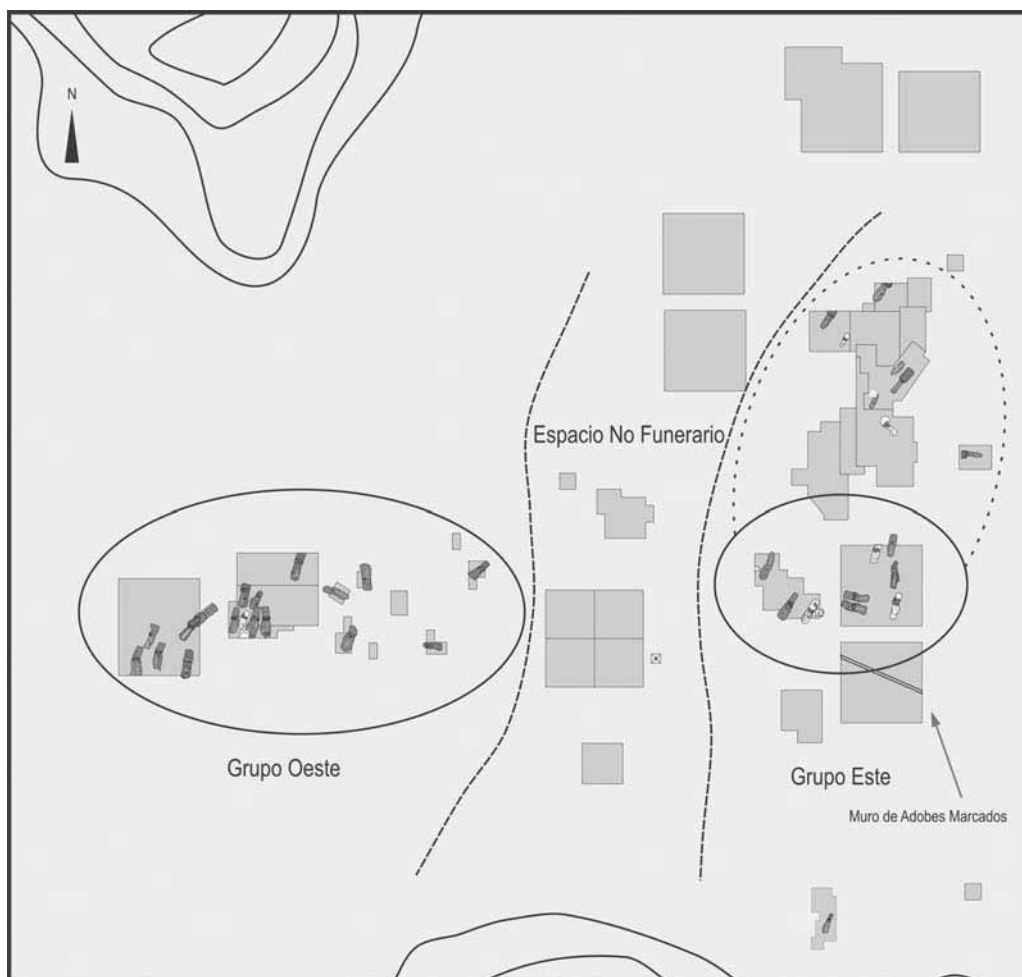 N
Espacio No Funerario
Grupo Oeste
Grupo Este
Muro de Adobes Marcados